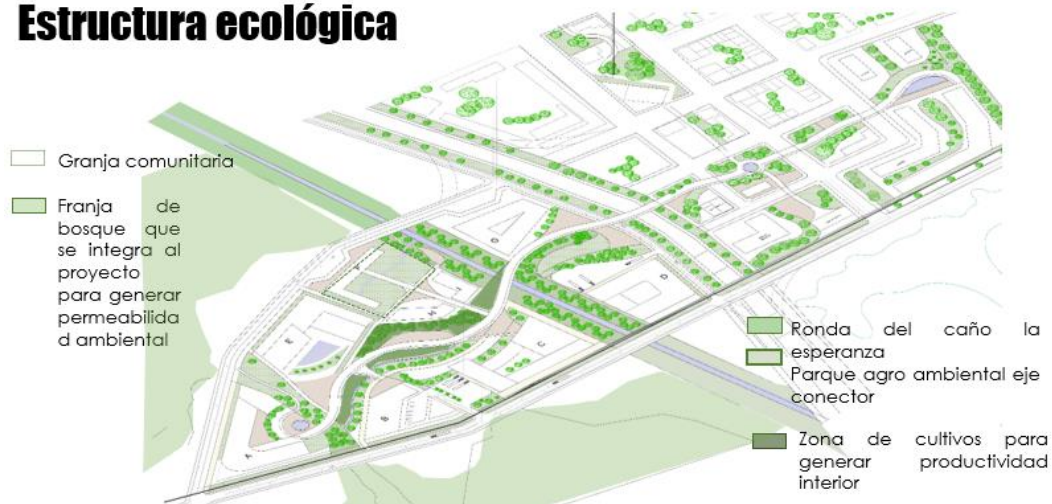 Estructura ecológica
Granja comunitaria
Franja de
bosque que
se integra al
proyecto
para generar
permeabilida
d ambiental
Ronda del caño la
esperanza
Parque agro ambiental eje
conector
Zona de cultivos para
generar productividad
interior